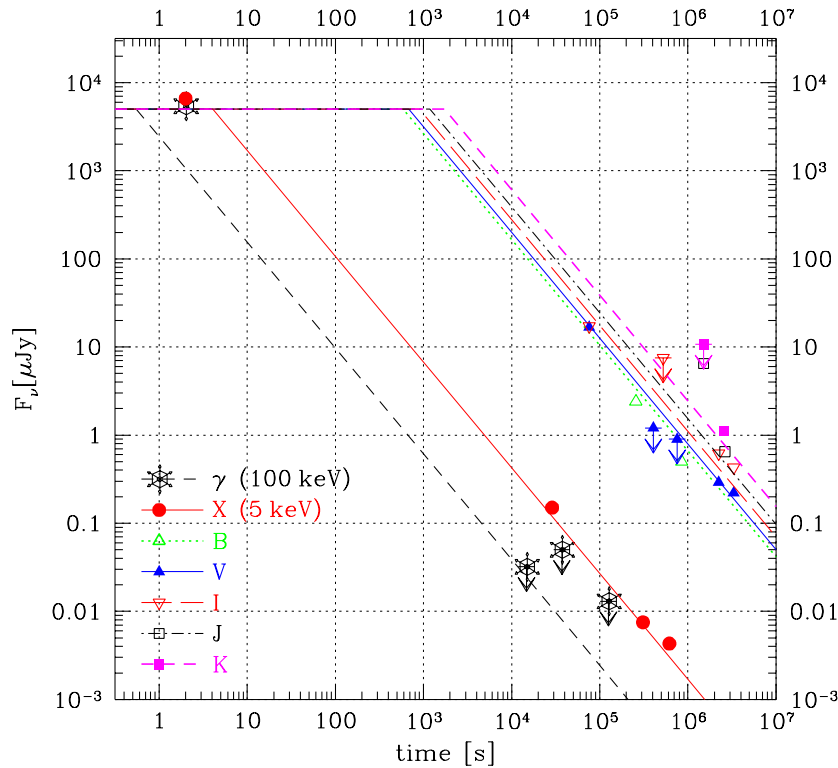 1 10 100 10³ 10⁴ 10⁵ 10⁶ 10⁷
10⁴ 10⁴
10³ 10³
100 100
10 10
1 1
0.1 0.1
0.01 0.01
10⁻³ 10⁻³
F_ν[μJy]
γ (100 keV)
X (5 keV)
B
V
I
J
K
1 10 100 10³ 10⁴ 10⁵ 10⁶ 10⁷
time [s]